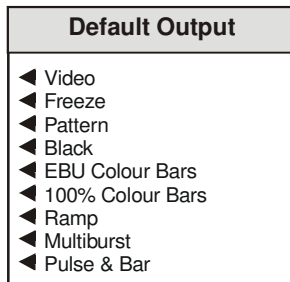 Default Output
Video
Freeze
Pattern
Black
EBU Colour Bars
100% Colour Bars
Ramp
Multiburst
Pulse & Bar